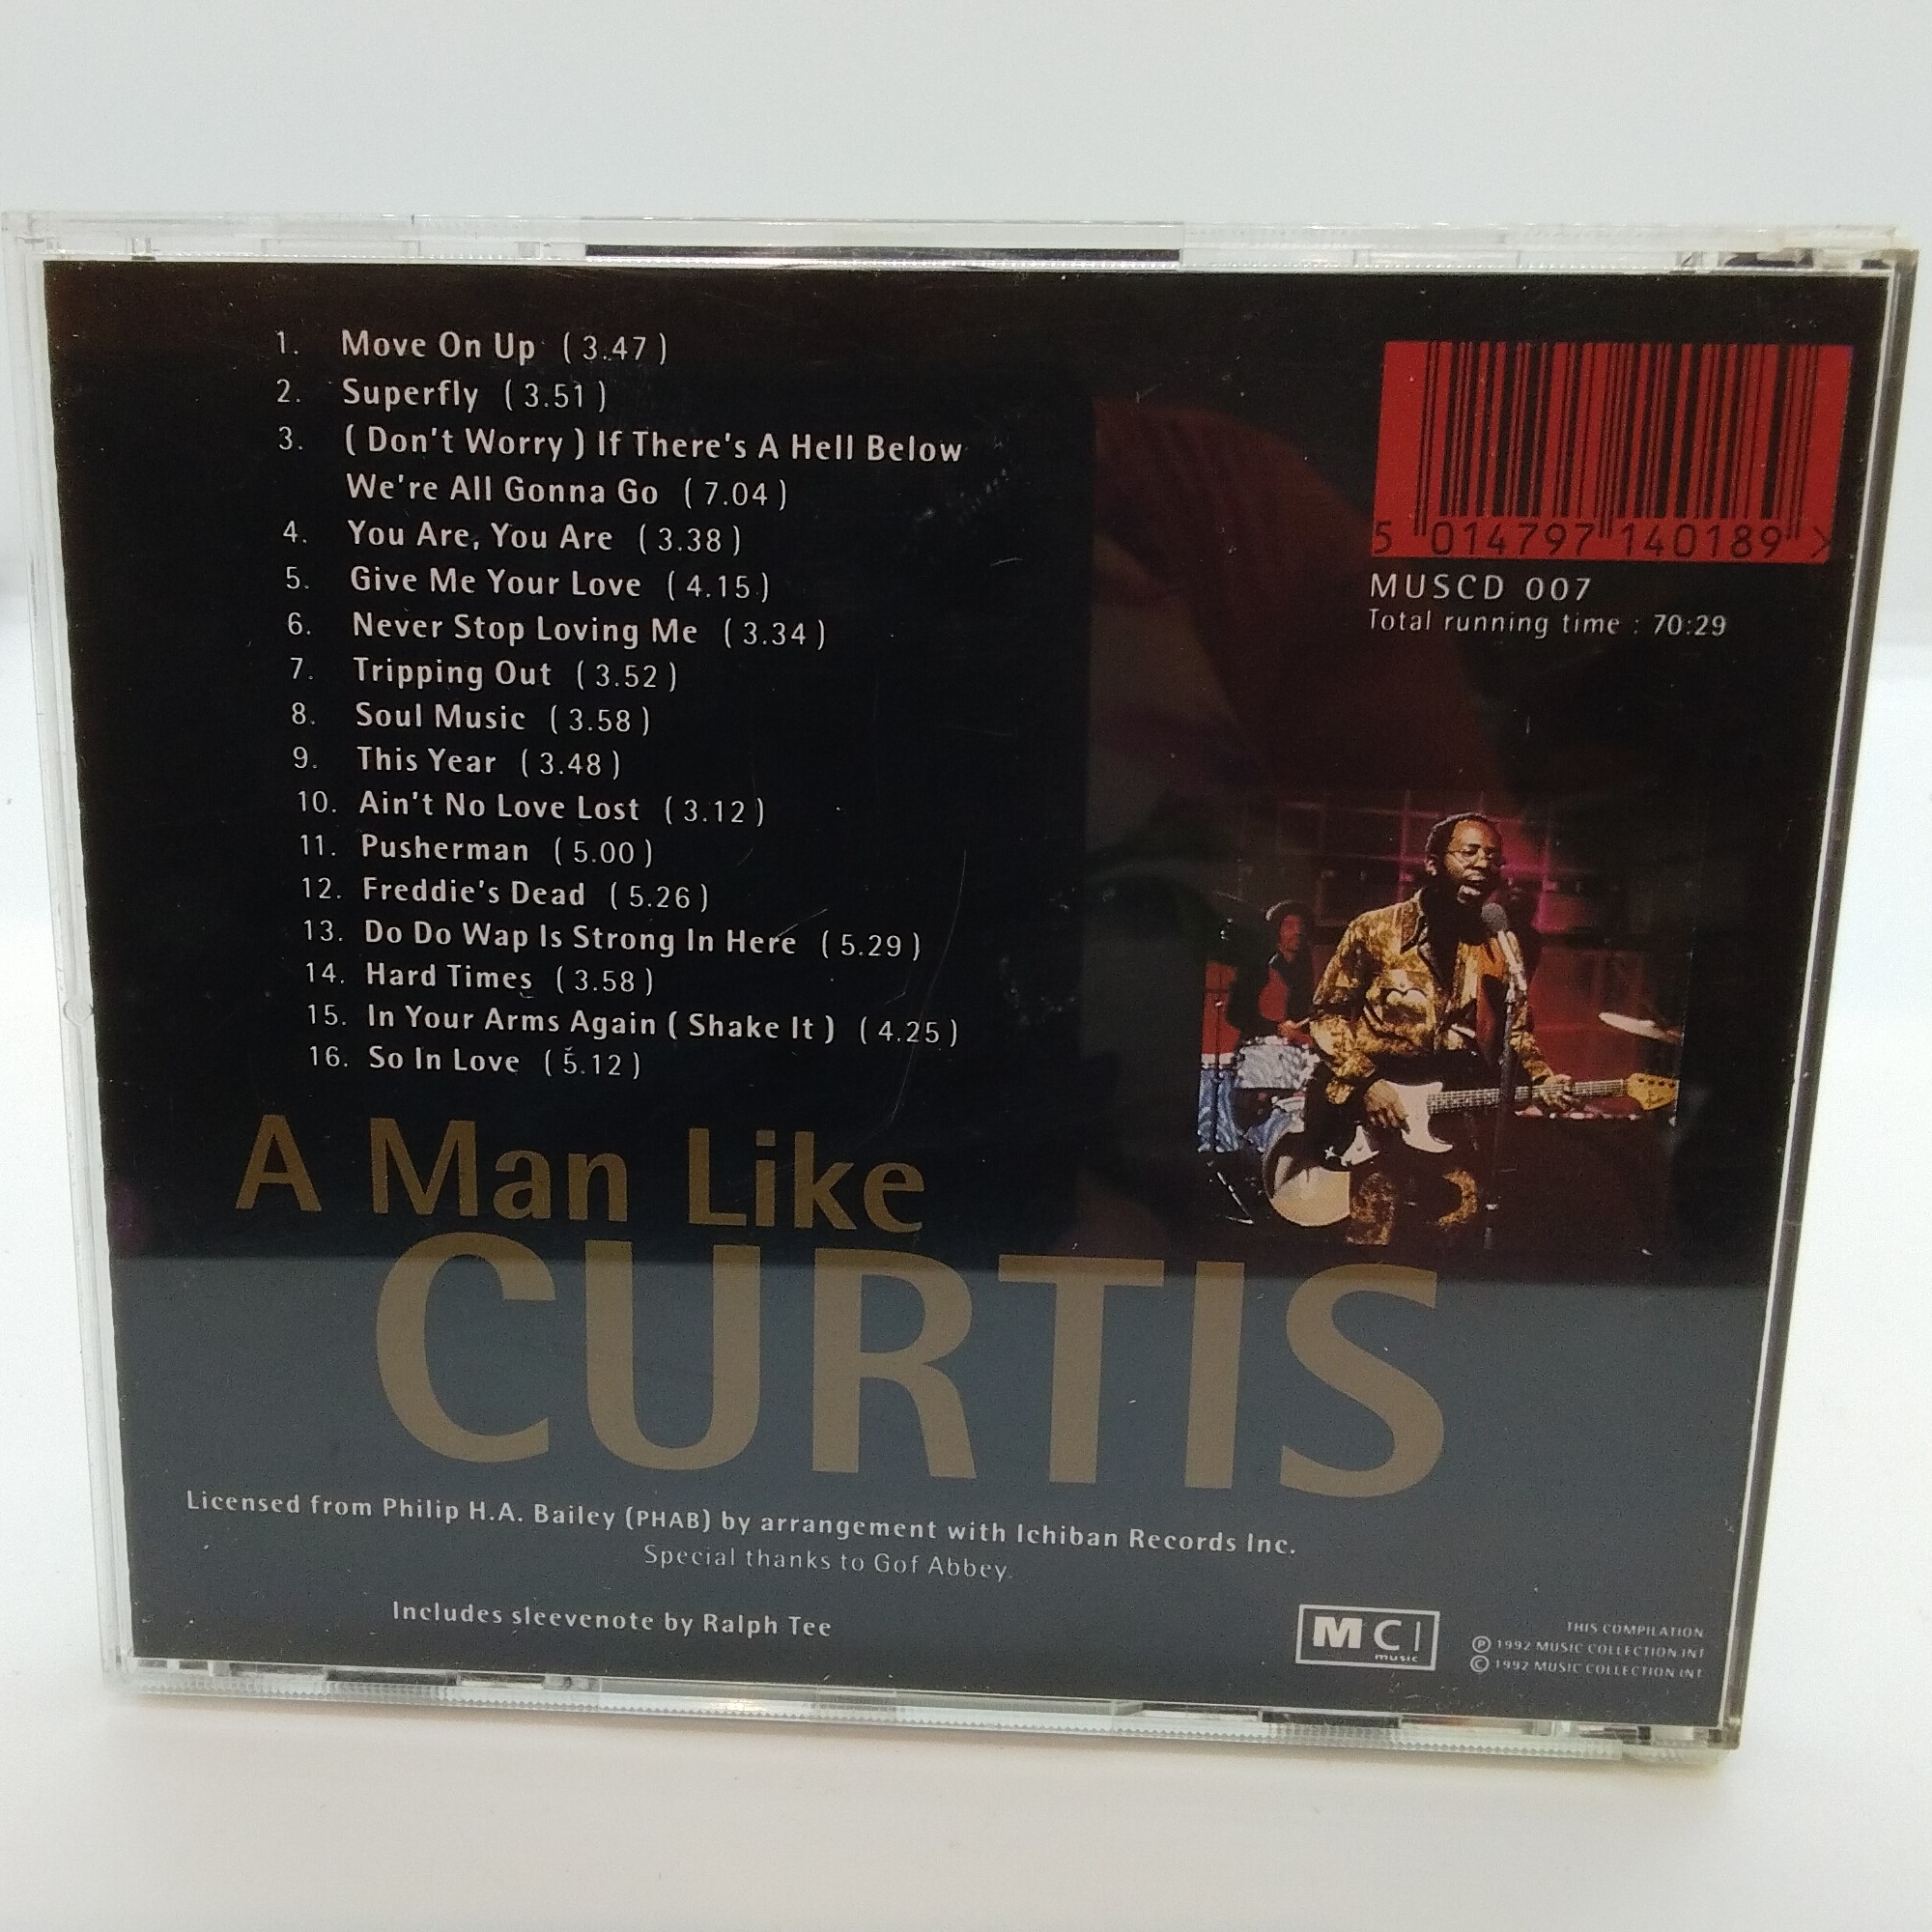 1. Move On Up ( 3.47 )
2. Superfly ( 3.51 )
3. ( Don't Worry ) If There's A Hell Below
We're All Gonna Go ( 7.04 )
4. You Are, You Are ( 3.38 )
5. Give Me Your Love ( 4.15 )
6. Never Stop Loving Me ( 3.34 )
7. Tripping Out ( 3.52 )
8. Soul Music ( 3.58 )
9. This Year ( 3.48 )
10. Ain't No Love Lost ( 3.12 )
11. Pusherman ( 5.00 )
12. Freddie's Dead ( 5.26 )
13. Do Do Wap Is Strong In Here ( 5.29 )
14. Hard Times ( 3.58 )
15. In Your Arms Again ( Shake It ) ( 4.25 )
16. So In Love ( 5.12 )
5 014797 140189 >
MUSCD 007
Total running time : 70:29
A Man Like
CURTIS
Licensed from Philip H.A. Bailey (PHAB) by arrangement with Ichiban Records Inc.
Special thanks to Gof Abbey.
Includes sleevenote by Ralph Tee
MCI
music
THIS COMPILATION
℗ 1992 MUSIC COLLECTION INT
© 1992 MUSIC COLLECTION INT